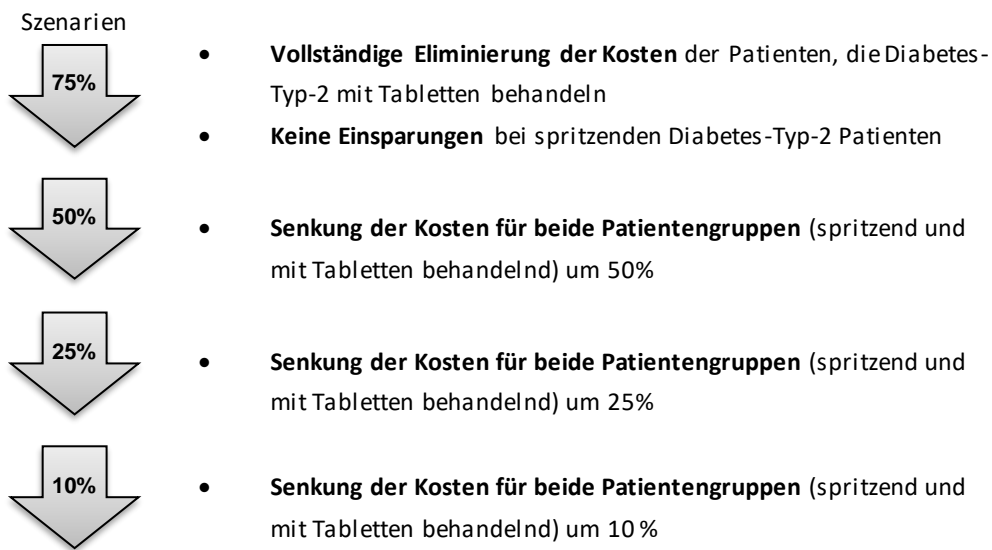 Szenarien
75%
• Vollständige Eliminierung der Kosten der Patienten, die Diabetes-
Typ-2 mit Tabletten behandeln
• Keine Einsparungen bei spritzenden Diabetes-Typ-2 Patienten
50%
• Senkung der Kosten für beide Patientengruppen (spritzend und
mit Tabletten behandelnd) um 50%
25%
• Senkung der Kosten für beide Patientengruppen (spritzend und
mit Tabletten behandelnd) um 25%
10%
• Senkung der Kosten für beide Patientengruppen (spritzend und
mit Tabletten behandelnd) um 10 %